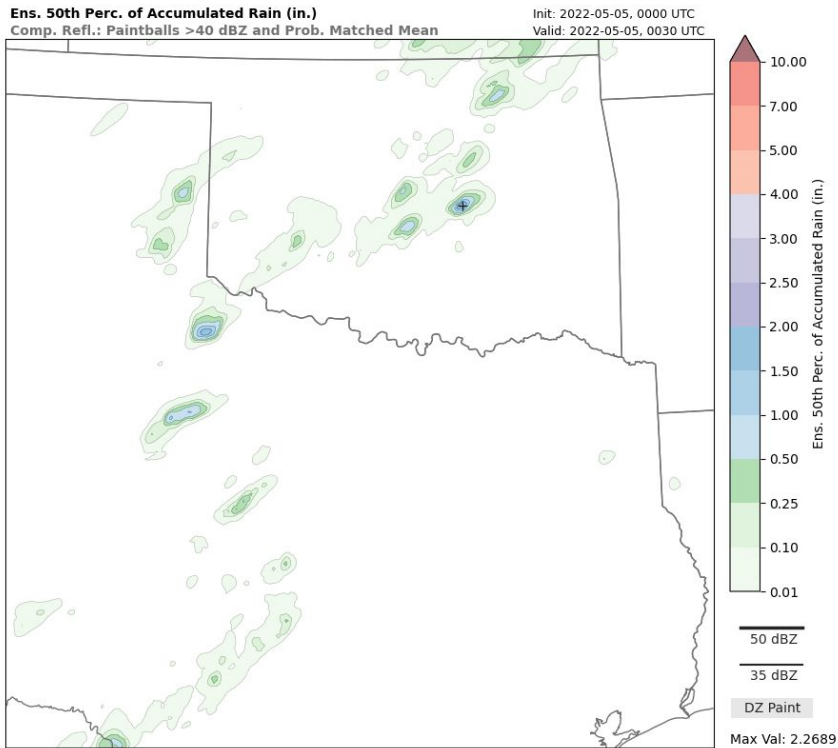 Ens. 50th Perc. of Accumulated Rain (in.)
Init: 2022-05-05, 0000 UTC
Comp. Refl.: Paintballs >40 dBZ and Prob. Matched Mean
Valid: 2022-05-05, 0030 UTC
10.00
7.00
5.00
4.00
3.00
2.50
2.00
1.50
1.00
0.50
0.25
0.10
0.01
Ens. 50th Perc. of Accumulated Rain (in.)
50 dBZ
35 dBZ
DZ Paint
Max Val: 2.2689